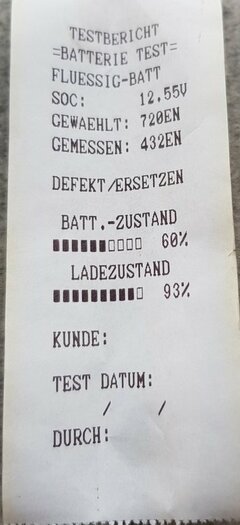 TESTBERICHT
=BATTERIE TEST=
FLUESSIG-BATT
SOC: 12.55V
GEWAEHLT: 720EN
GEMESSEN: 432EN
DEFEKT/ERSETZEN
BATT.-ZUSTAND
60%
LADEZUSTAND
93%
KUNDE:
TEST DATUM:
/ /
DURCH: